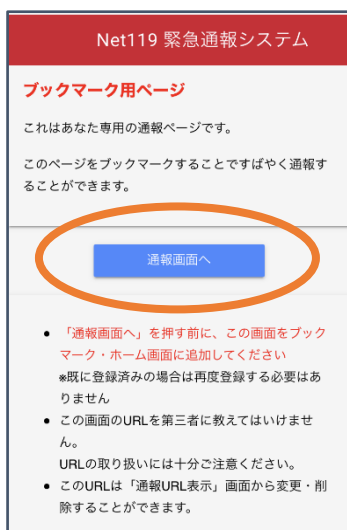 Net119 緊急通報システム
ブックマーク用ページ
これはあなた専用の通報ページです。
このページをブックマークすることですばやく通報す
ることができます。
通報画面へ
• 「通報画面へ」を押す前に、この画面をブック
マーク・ホーム画面に追加してください
※既に登録済みの場合は再度登録する必要はあ
りません
• この画面のURLを第三者に教えてはいけませ
ん。
URLの取り扱いには十分ご注意ください。
• このURLは「通報URL表示」画面から変更・削
除することができます。